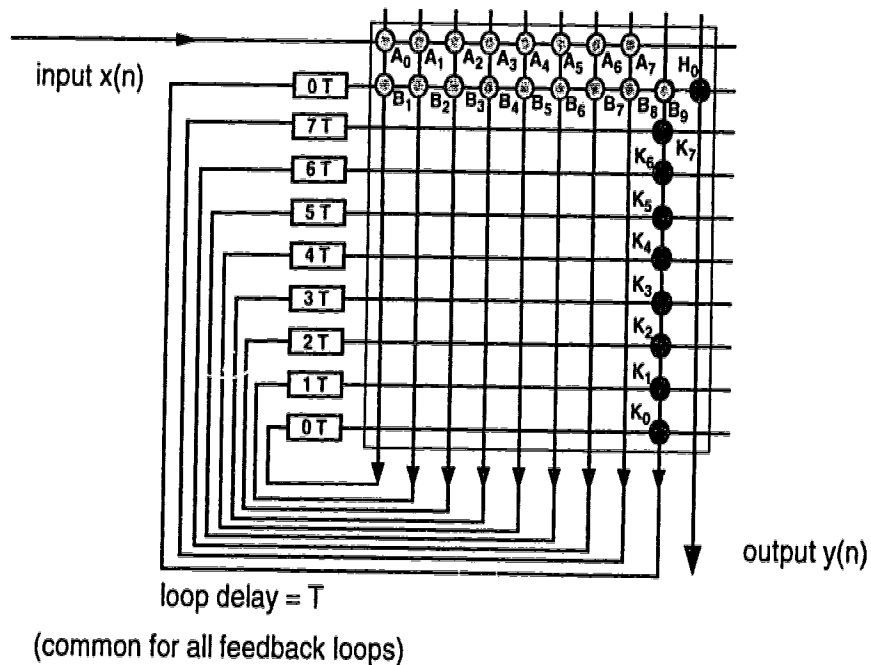 input x(n)
A0 A1 A2 A3 A4 A5 A6 A7 H0
0 T
B1 B2 B3 B4 B5 B6 B7 B8 B9
7 T
K7
6 T
K6
5 T
K5
4 T
K4
3 T
K3
2 T
K2
1 T
K1
0 T
K0
output y(n)
loop delay = T
(common for all feedback loops)